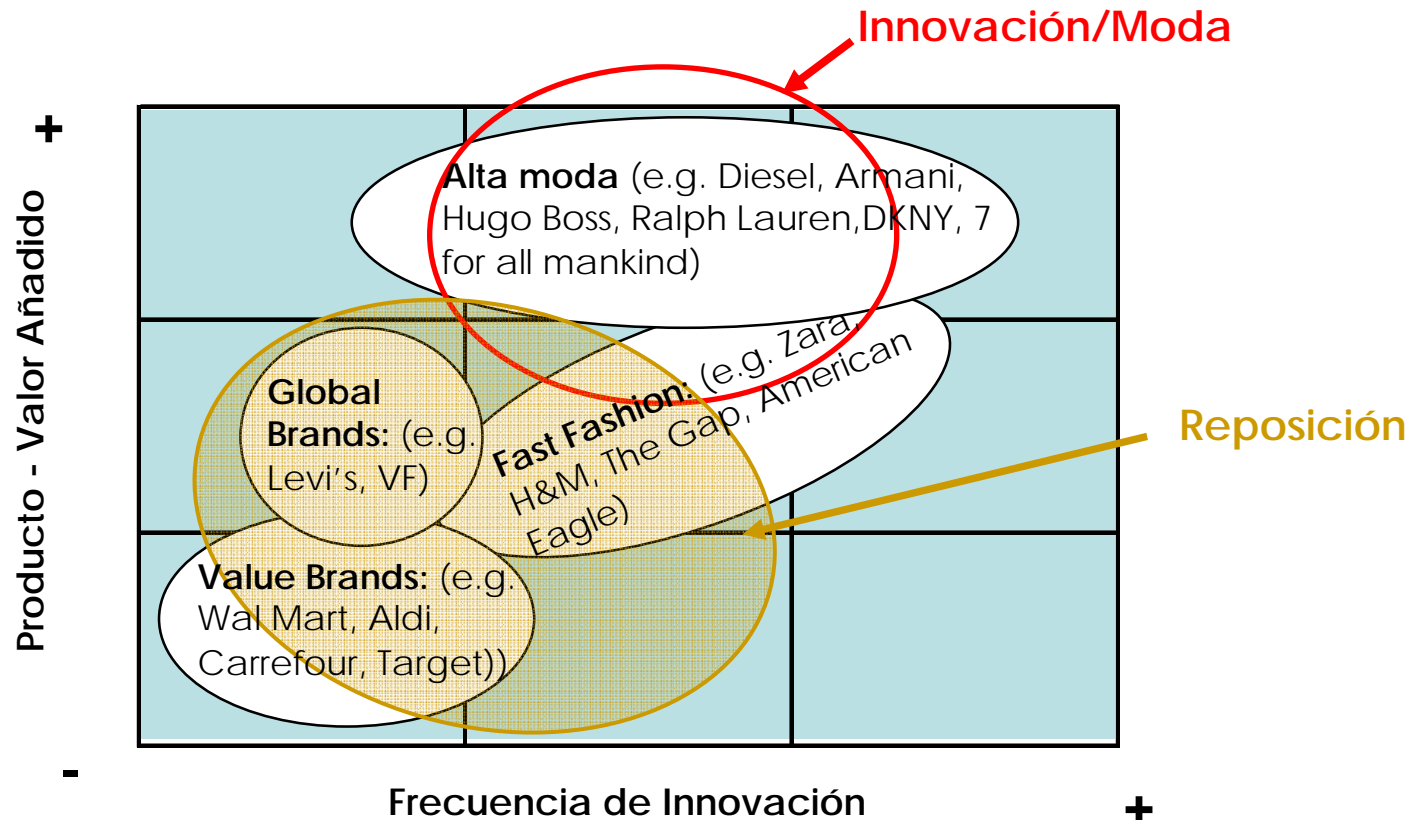 Innovación/Moda
+
Producto - Valor Añadido
Alta moda (e.g. Diesel, Armani,
Hugo Boss, Ralph Lauren,DKNY, 7
for all mankind)
Global
Brands: (e.g.
Levi's, VF)
Fast Fashion: (e.g. Zara,
H&M, The Gap, American
Eagle)
Reposición
Value Brands: (e.g.
Wal Mart, Aldi,
Carrefour, Target))
-
Frecuencia de Innovación
+